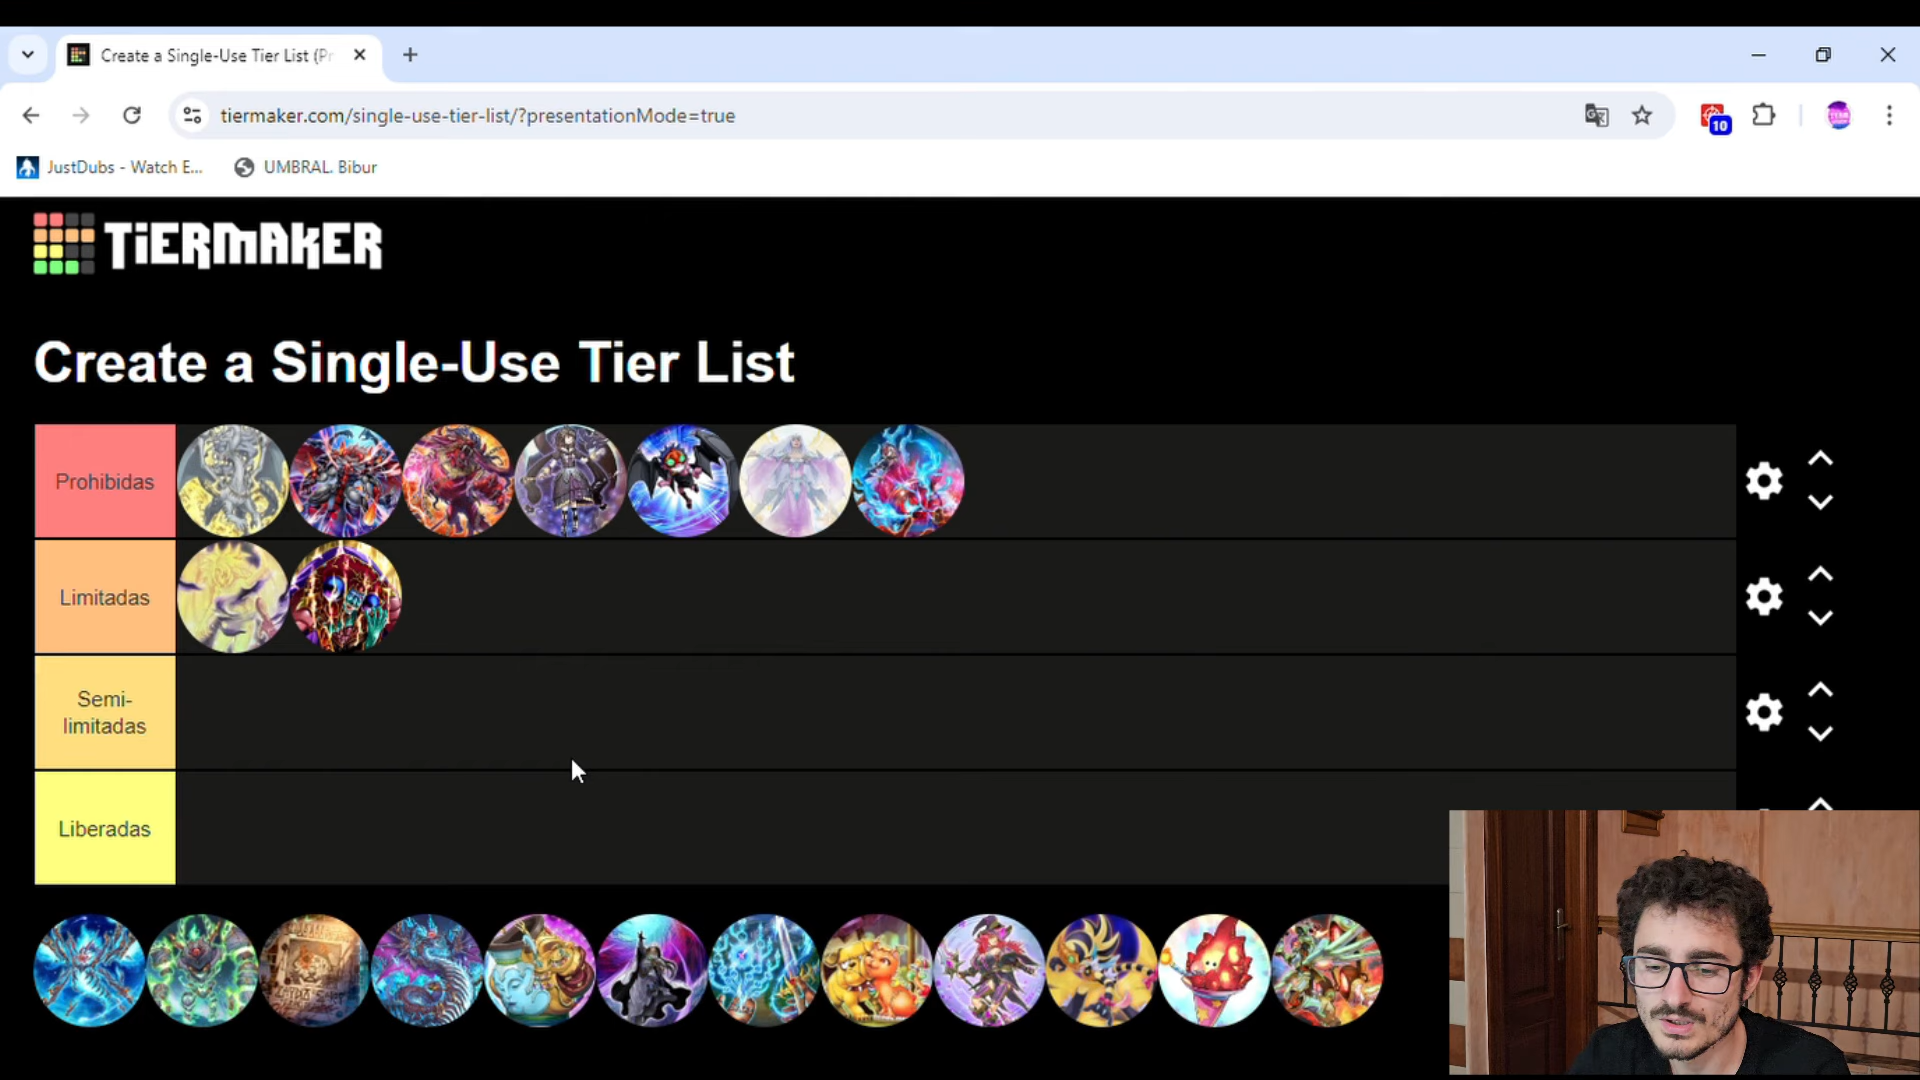 Create a Single-Use Tier List (Pr
tiermaker.com/single-use-tier-list/?presentationMode=true
10
JustDubs - Watch E...
UMBRAL. Bibur
TiERMAKER
Create a Single-Use Tier List
Prohibidas
Limitadas
Semi-
limitadas
Liberadas